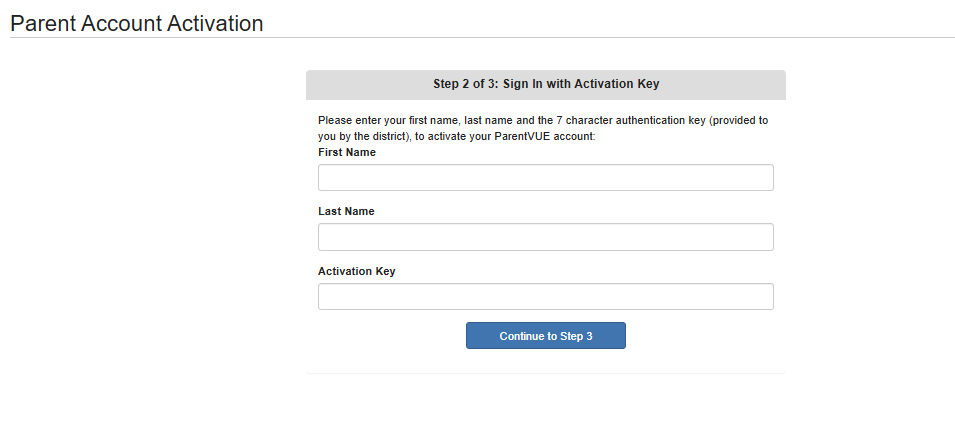 Parent Account Activation
Step 2 of 3: Sign In with Activation Key
Please enter your first name, last name and the 7 character authentication key (provided to
you by the district), to activate your ParentVUE account:
First Name
Last Name
Activation Key
Continue to Step 3